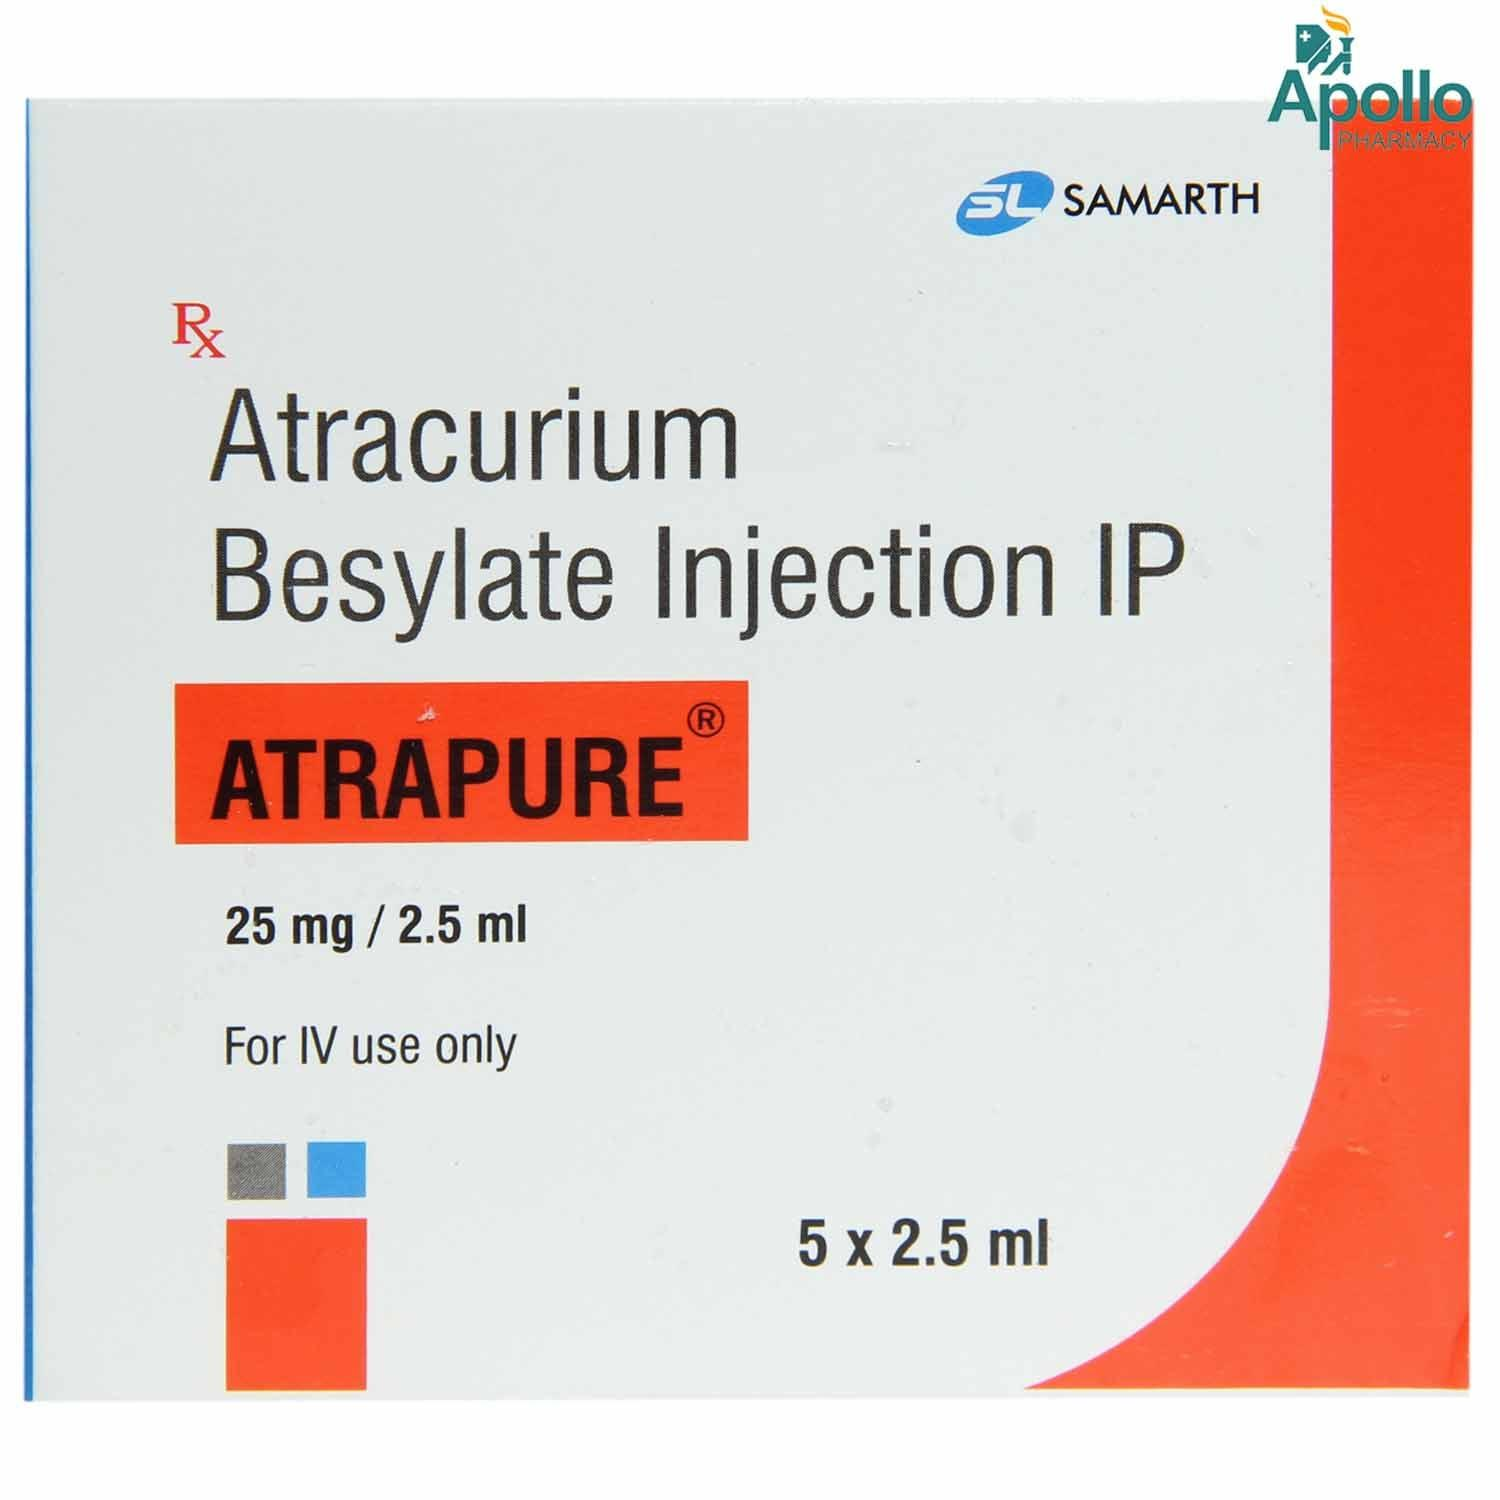 Apollo
PHARMACY
SL SAMARTH
Rx
Atracurium
Besylate Injection IP
ATRAPURE®
25 mg / 2.5 ml
For IV use only
5 x 2.5 ml